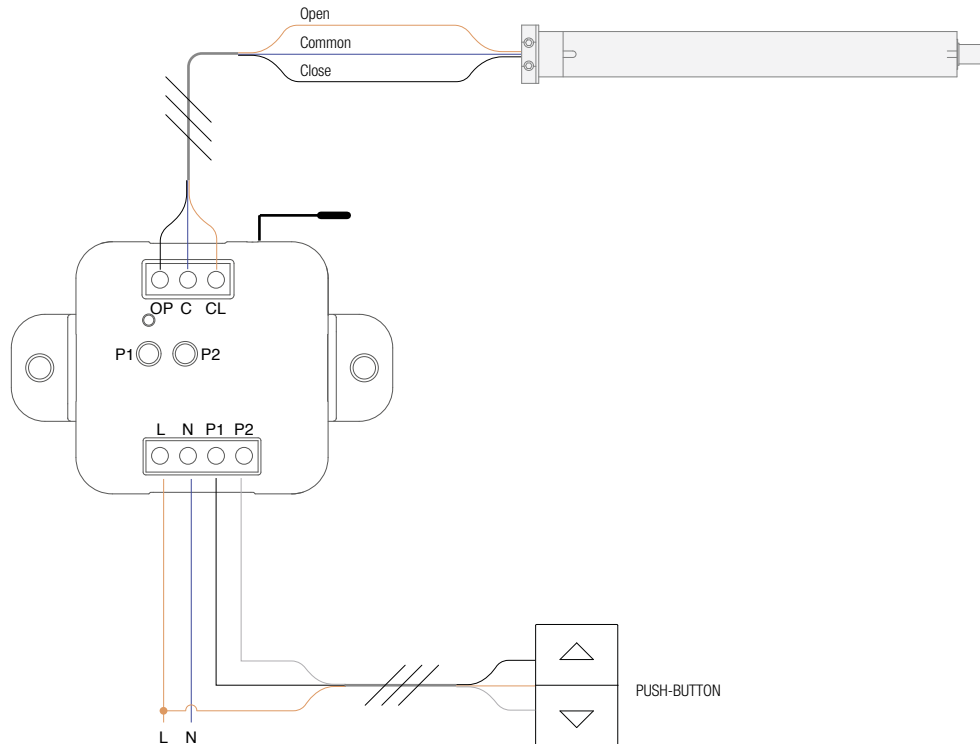 Open
Common
Close
OP C CL
P1 P2
L N P1 P2
PUSH-BUTTON
L N